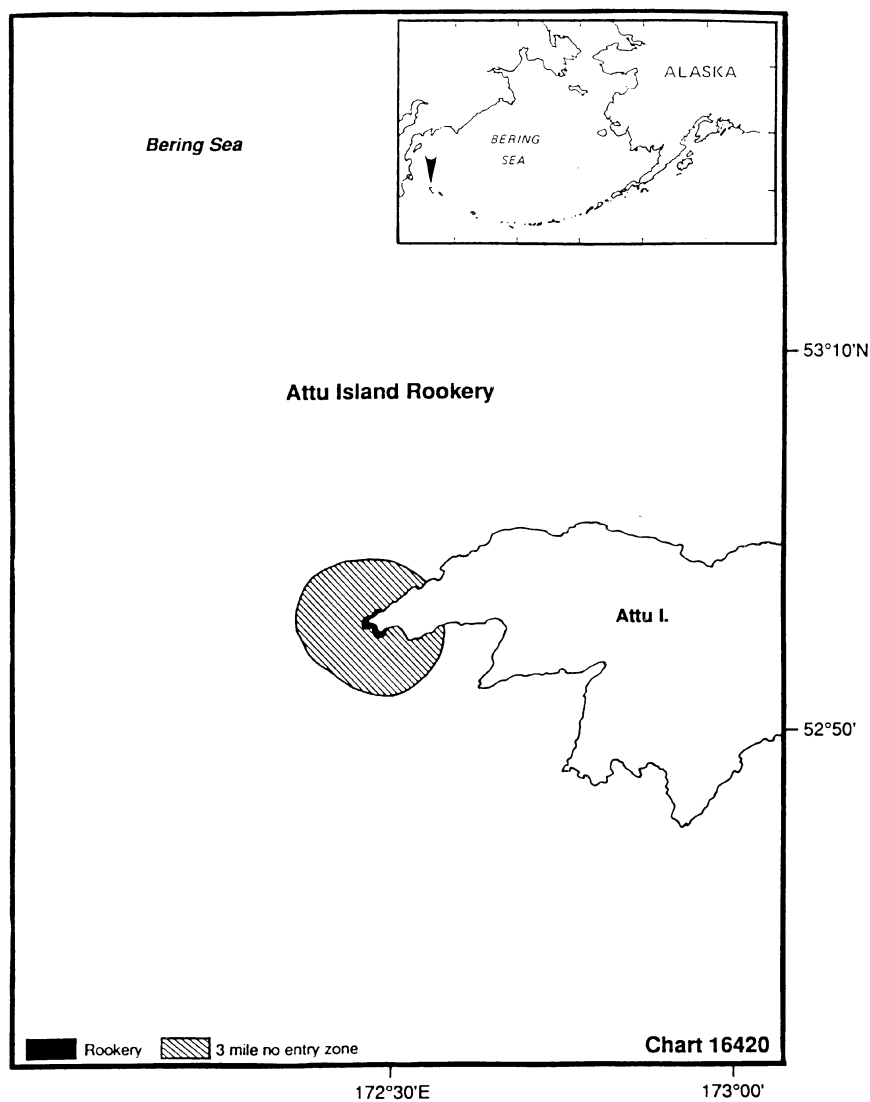 ALASKA
Bering Sea
BERING
SEA
53°10'N
Attu Island Rookery
Attu I.
52°50'
Rookery
3 mile no entry zone
Chart 16420
172°30'E
173°00'